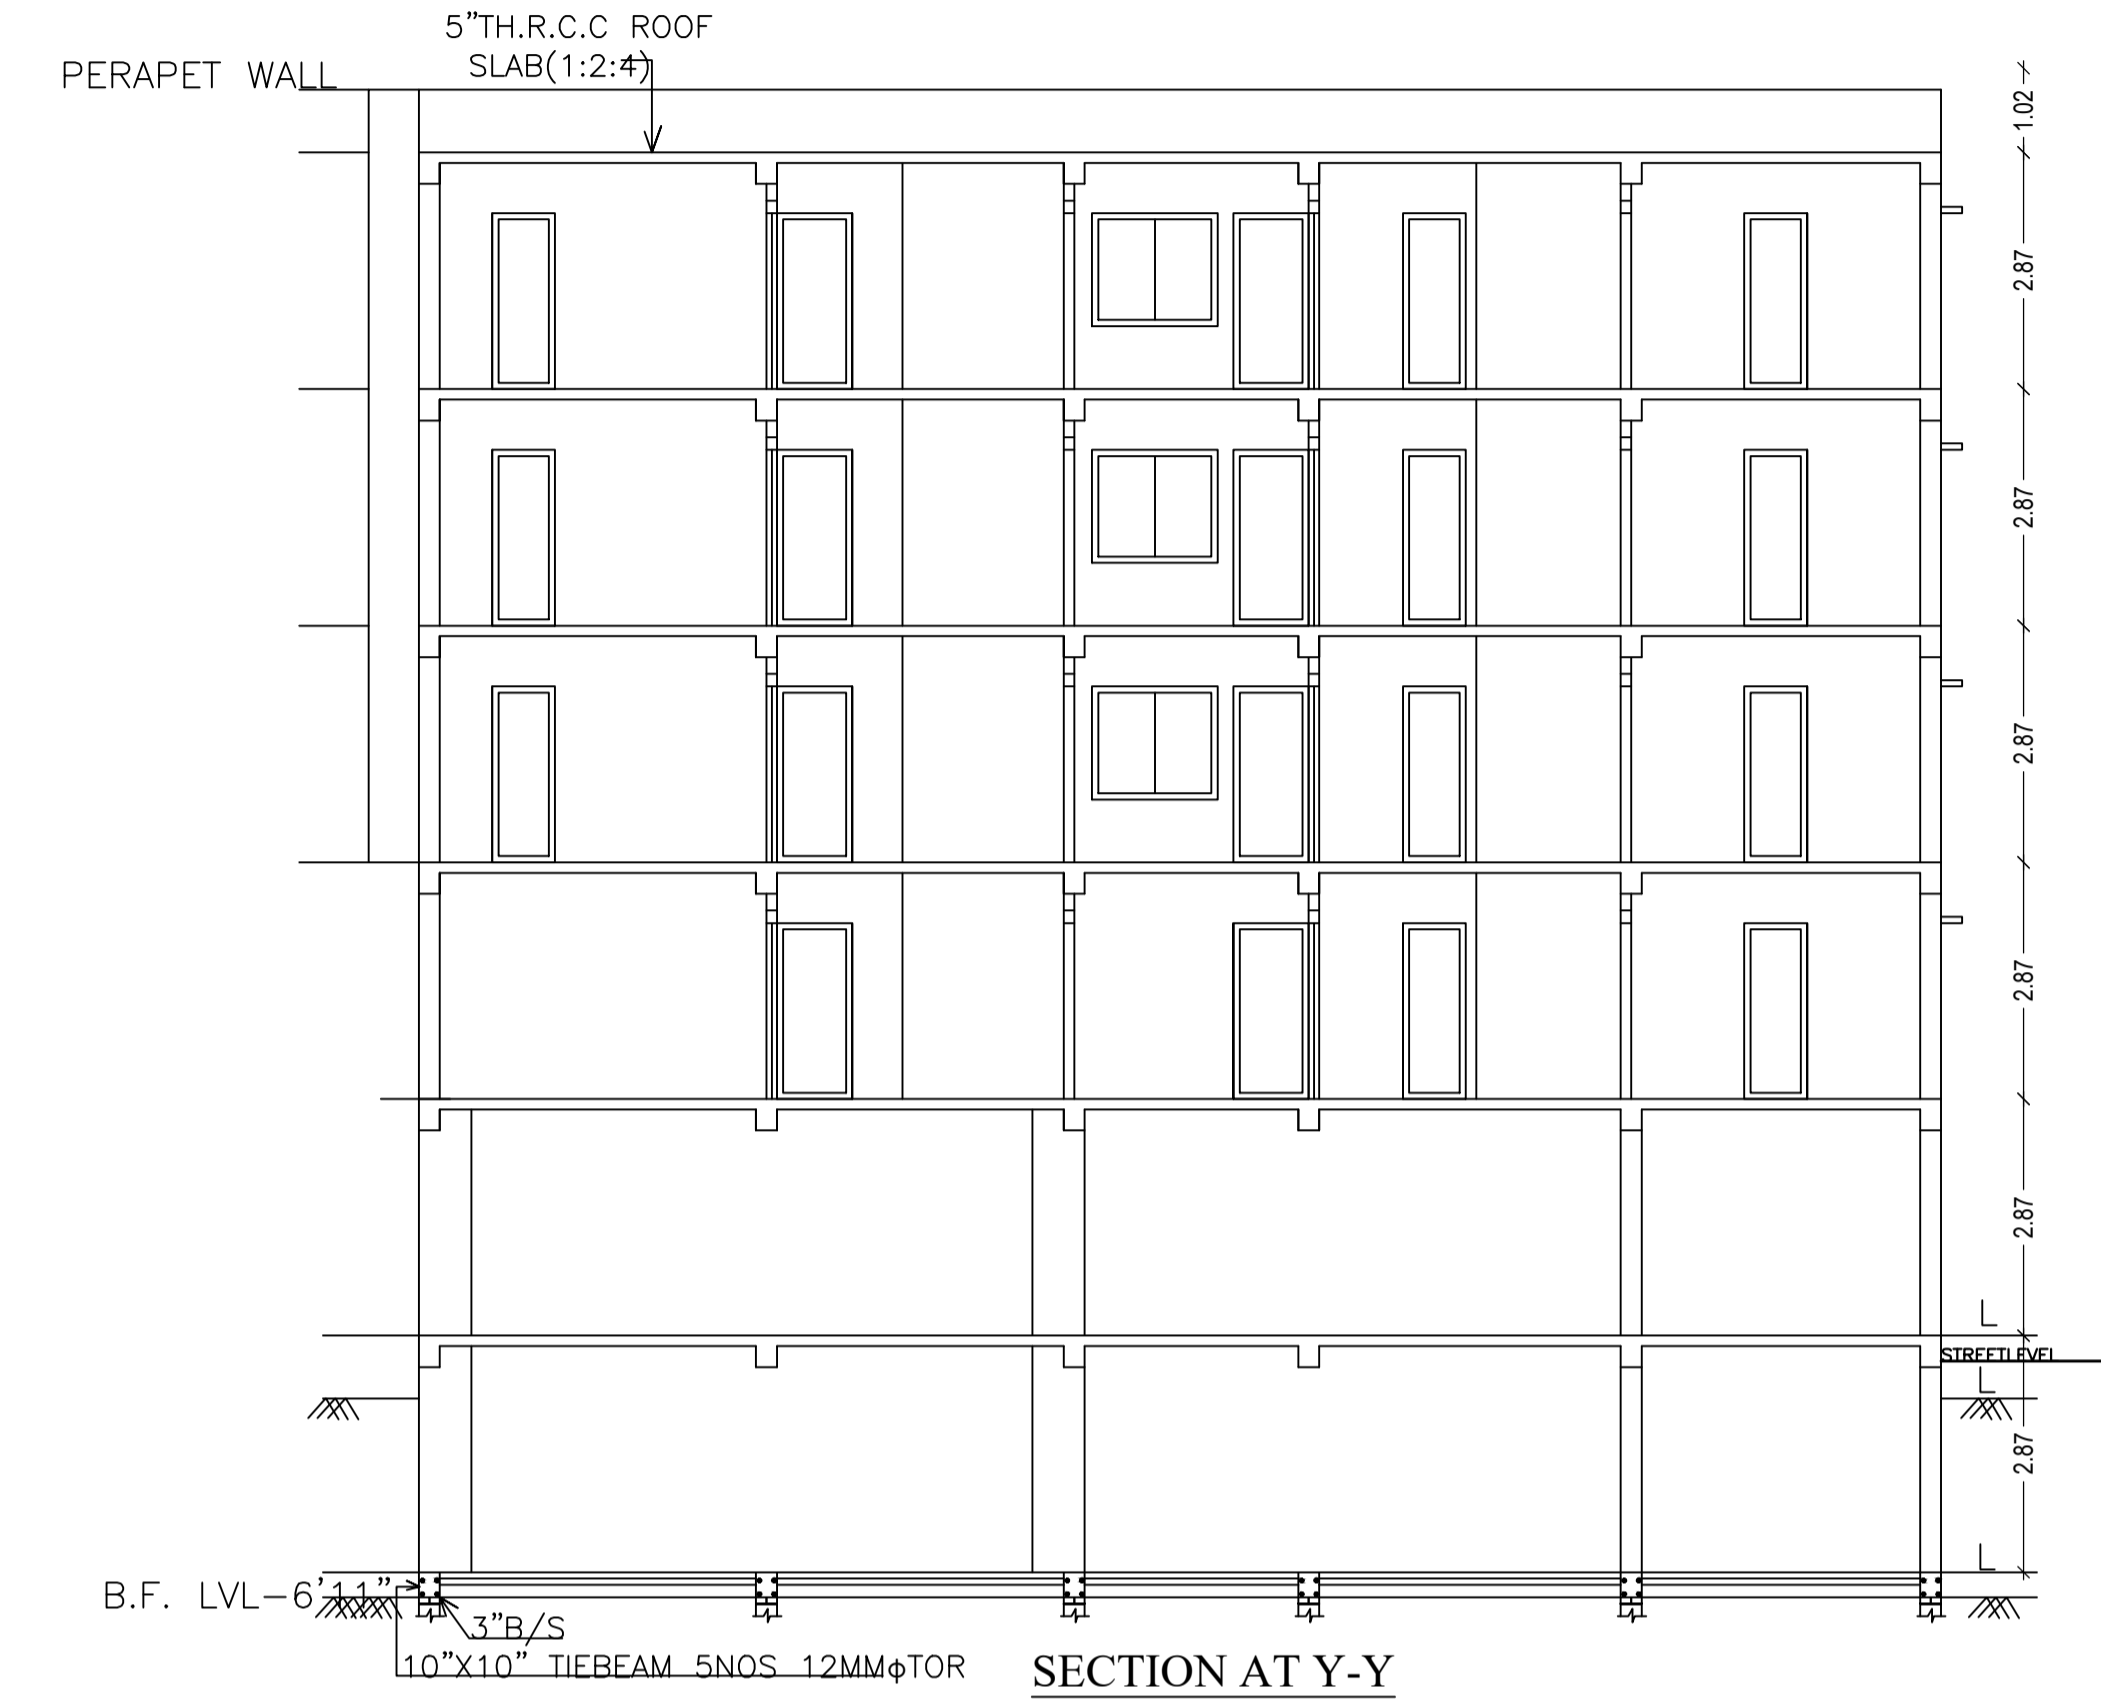 5”TH.R.C.C ROOF
SLAB(1:2:4)
PERAPET WALL
1.02
2.87
2.87
2.87
2.87
2.87
L
STREETLEVEL
L
2.87
L
B.F. LVL-6’11”
3”B/S
10”X10” TIEBEAM 5NOS 12MMϕTOR
SECTION AT Y-Y